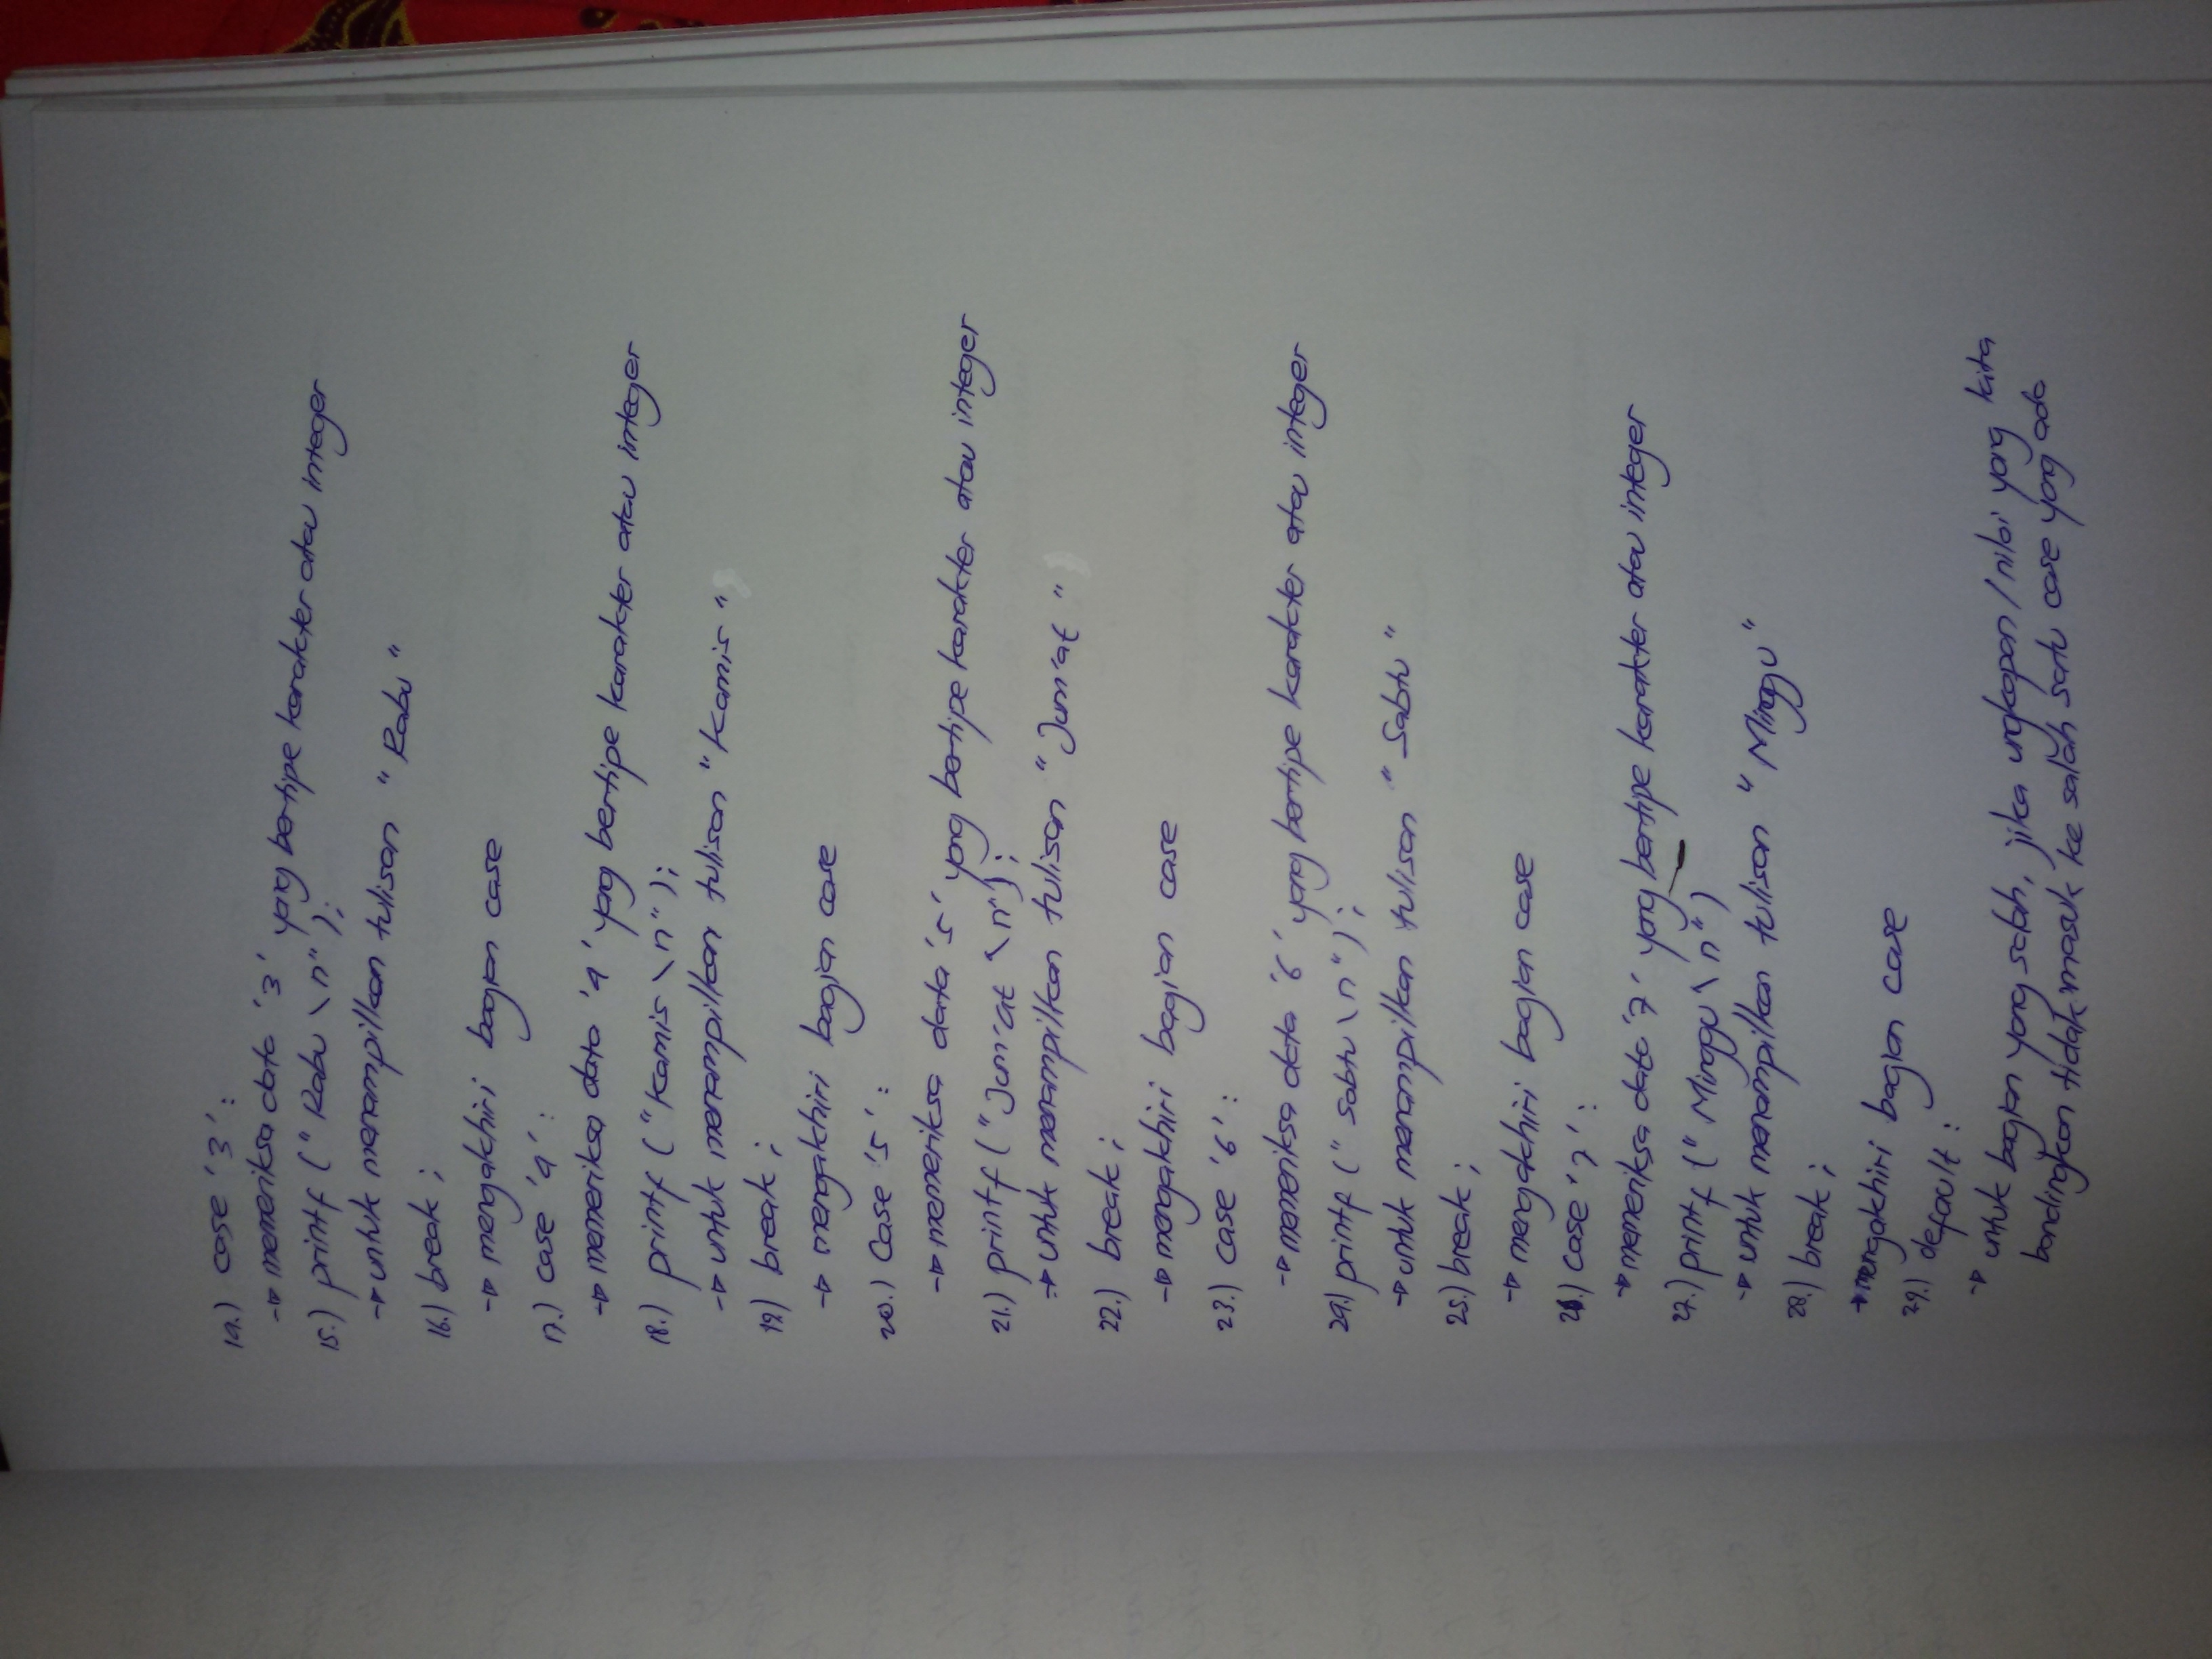 14.) case '3' :
→ memeriksa data '3' yang bertipe karakter atau integer
15.) printf (" Rabu \n" );
→ untuk menampilkan tulisan " Rabu "
16.) break ;
→ mengakhiri bagian case
17.) case '4' :
→ memeriksa data '4' yang bertipe karakter atau integer
18.) printf ("Kamis \n" );
→ untuk menampilkan tulisan "Kamis "
19) break ;
→ mengakhiri bagian case
20.) Case '5' :
→ memeriksa data '5' yang bertipe karakter atau integer
21.) printf ("Jum'at \n");
→ untuk menampilkan tulisan "Jum'at "
22.) break ;
→ mengakhiri bagian case
23.) case '6' :
→ memeriksa data '6' yang bertipe karakter atau integer
24.) printf (" Sabtu \n" ) ;
→ untuk menampilkan tulisan " Sabtu "
25.) break ;
→ mengakhiri bagian case
26.) case '7' :
→ memeriksa data '7' yang bertipe karakter atau integer
27.) printf (" Minggu \n" )
→ untuk menampilkan tulisan " Minggu "
28.) break ;
→ mengakhiri bagian case
29.) default :
→ untuk bagian yang salah, jika ungkapan / nilai yang kita
bandingkan tidak masuk ke salah satu case yang ada